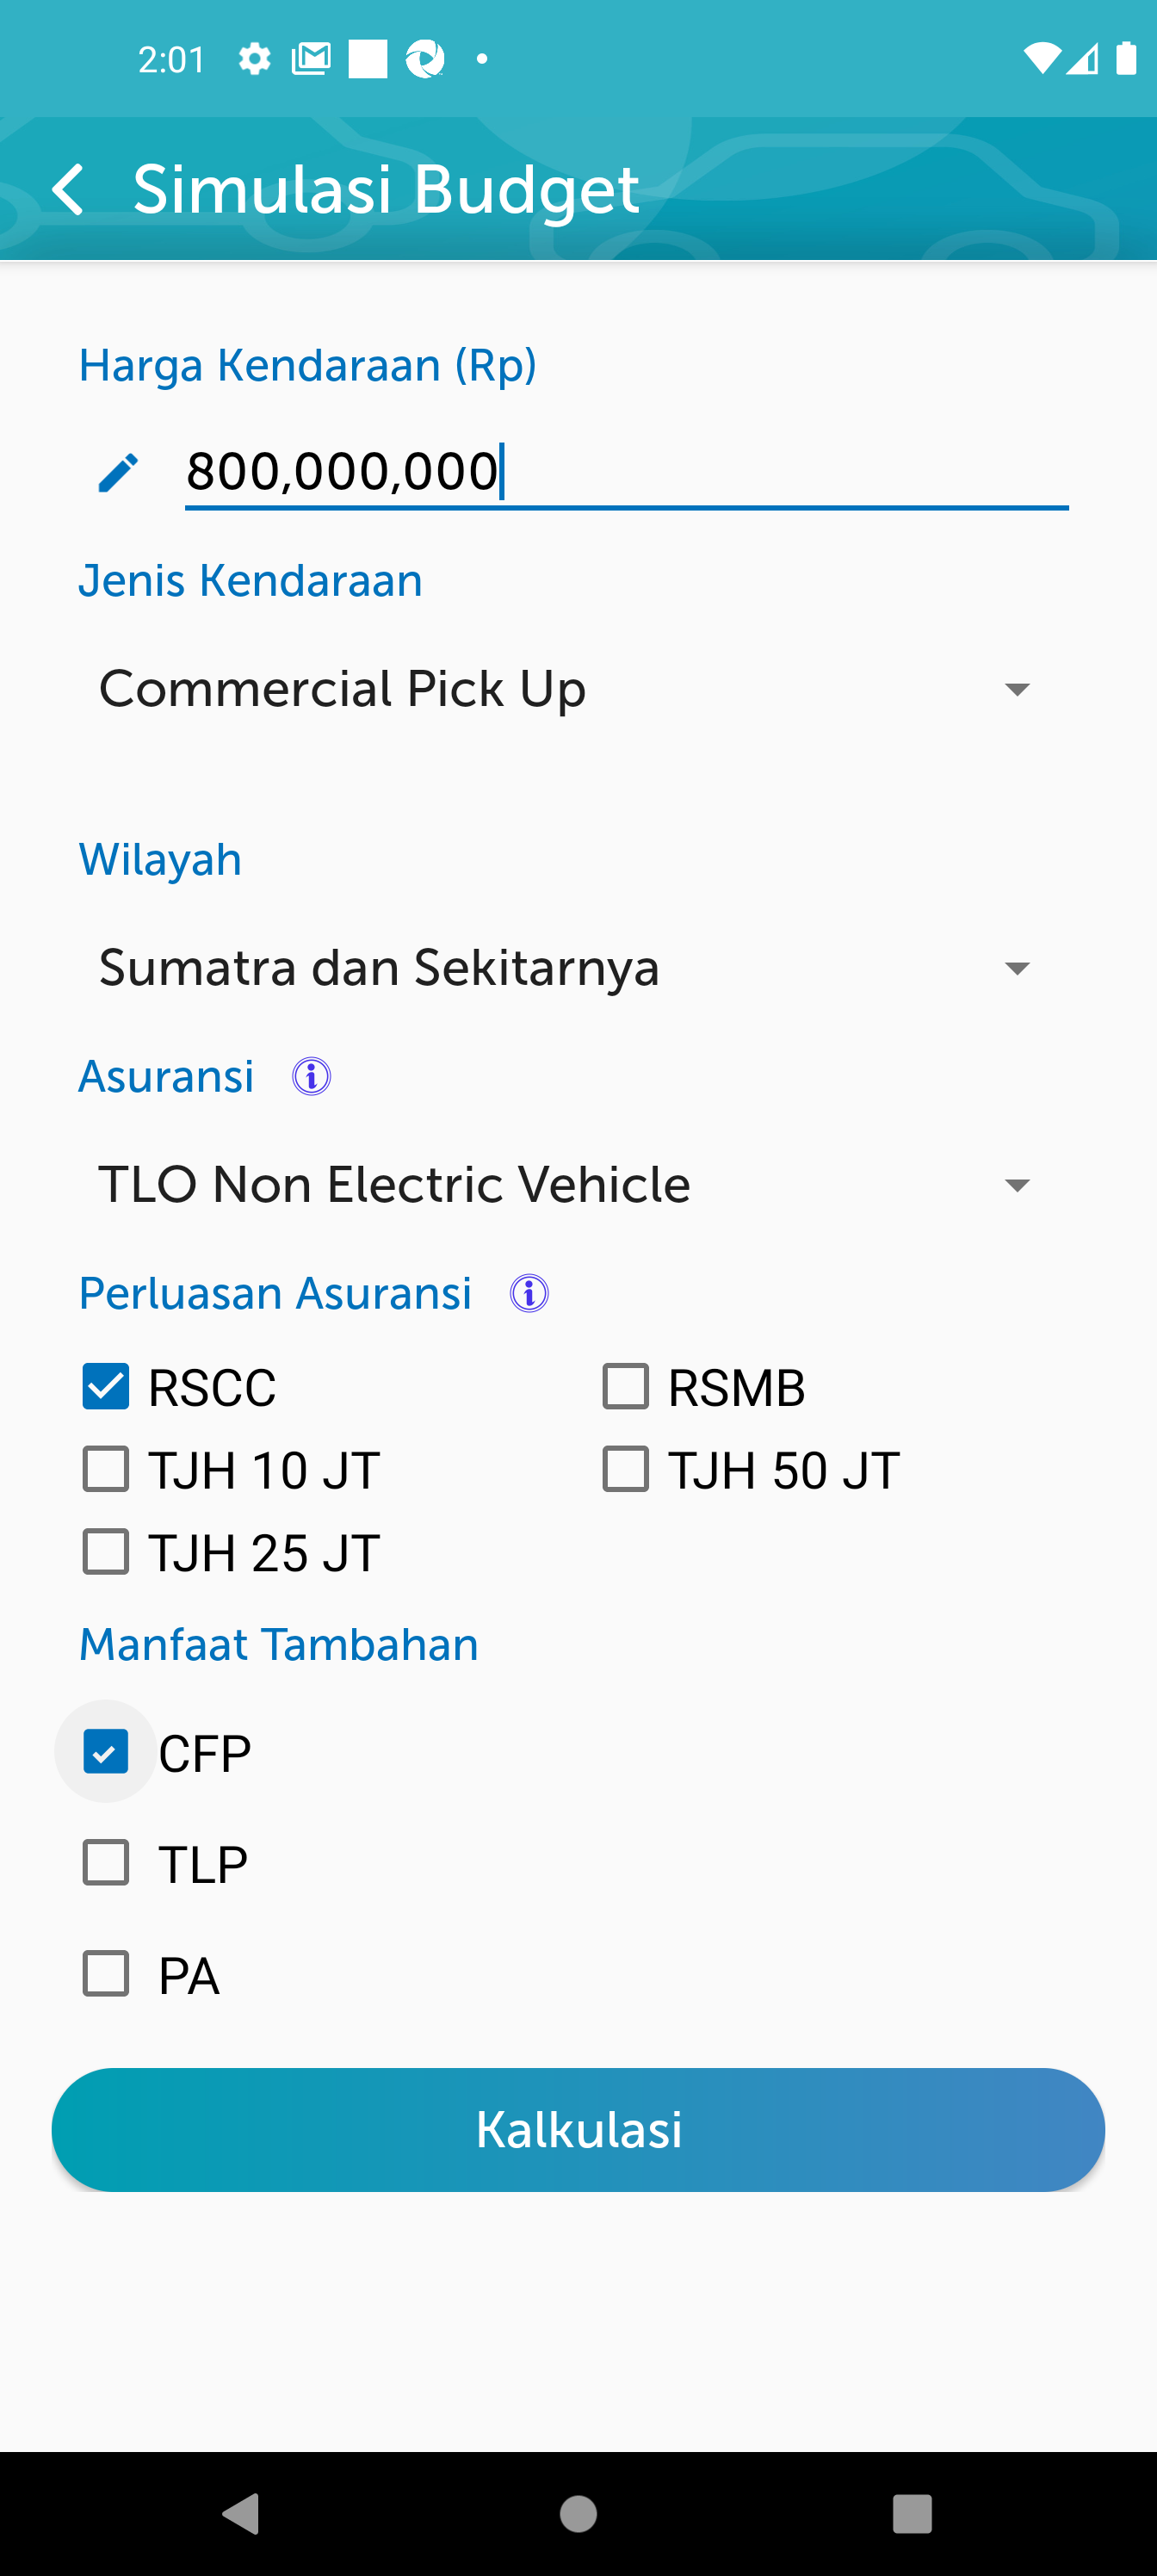 2:01
Simulasi Budget
Harga Kendaraan (Rp)
800,000,000
Jenis Kendaraan
Commercial Pick Up
Wilayah
Sumatra dan Sekitarnya
Asuransi
TLO Non Electric Vehicle
Perluasan Asuransi
RSCC RSMB
TJH 10 JT TJH 50 JT
TJH 25 JT
Manfaat Tambahan
CFP
TLP
PA
Kalkulasi